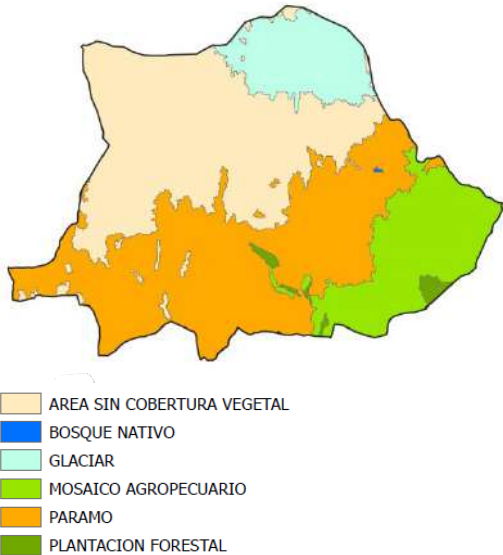 AREA SIN COBERTURA VEGETAL
BOSQUE NATIVO
GLACIAR
MOSAICO AGROPECUARIO
PARAMO
PLANTACION FORESTAL